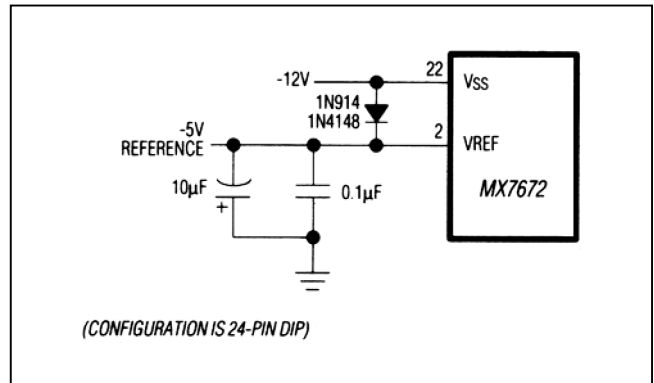 -12V
22
VSS
1N914
1N4148
-5V
REFERENCE
2
VREF
10µF
+
0.1µF
MX7672
(CONFIGURATION IS 24-PIN DIP)